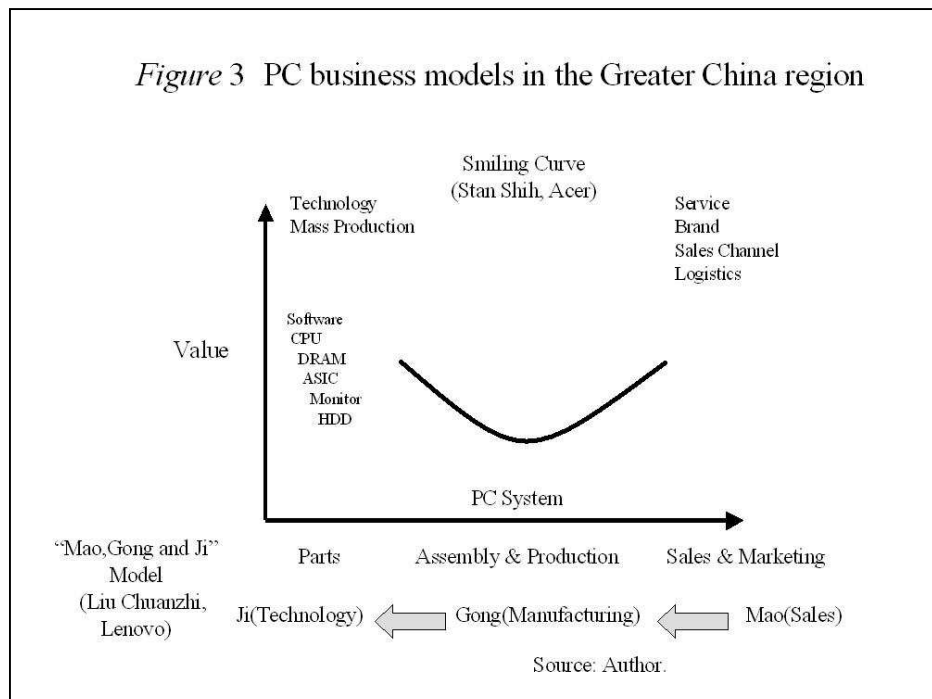 Figure 3 PC business models in the Greater China region
Smiling Curve
(Stan Shih, Acer)
Technology
Mass Production
Service
Brand
Sales Channel
Logistics
Value
Software
CPU
DRAM
ASIC
Monitor
HDD
PC System
“Mao,Gong and Ji”
Model
(Liu Chuanzhi,
Lenovo)
Parts
Assembly & Production
Sales & Marketing
Ji(Technology)
Gong(Manufacturing)
Mao(Sales)
Source: Author.